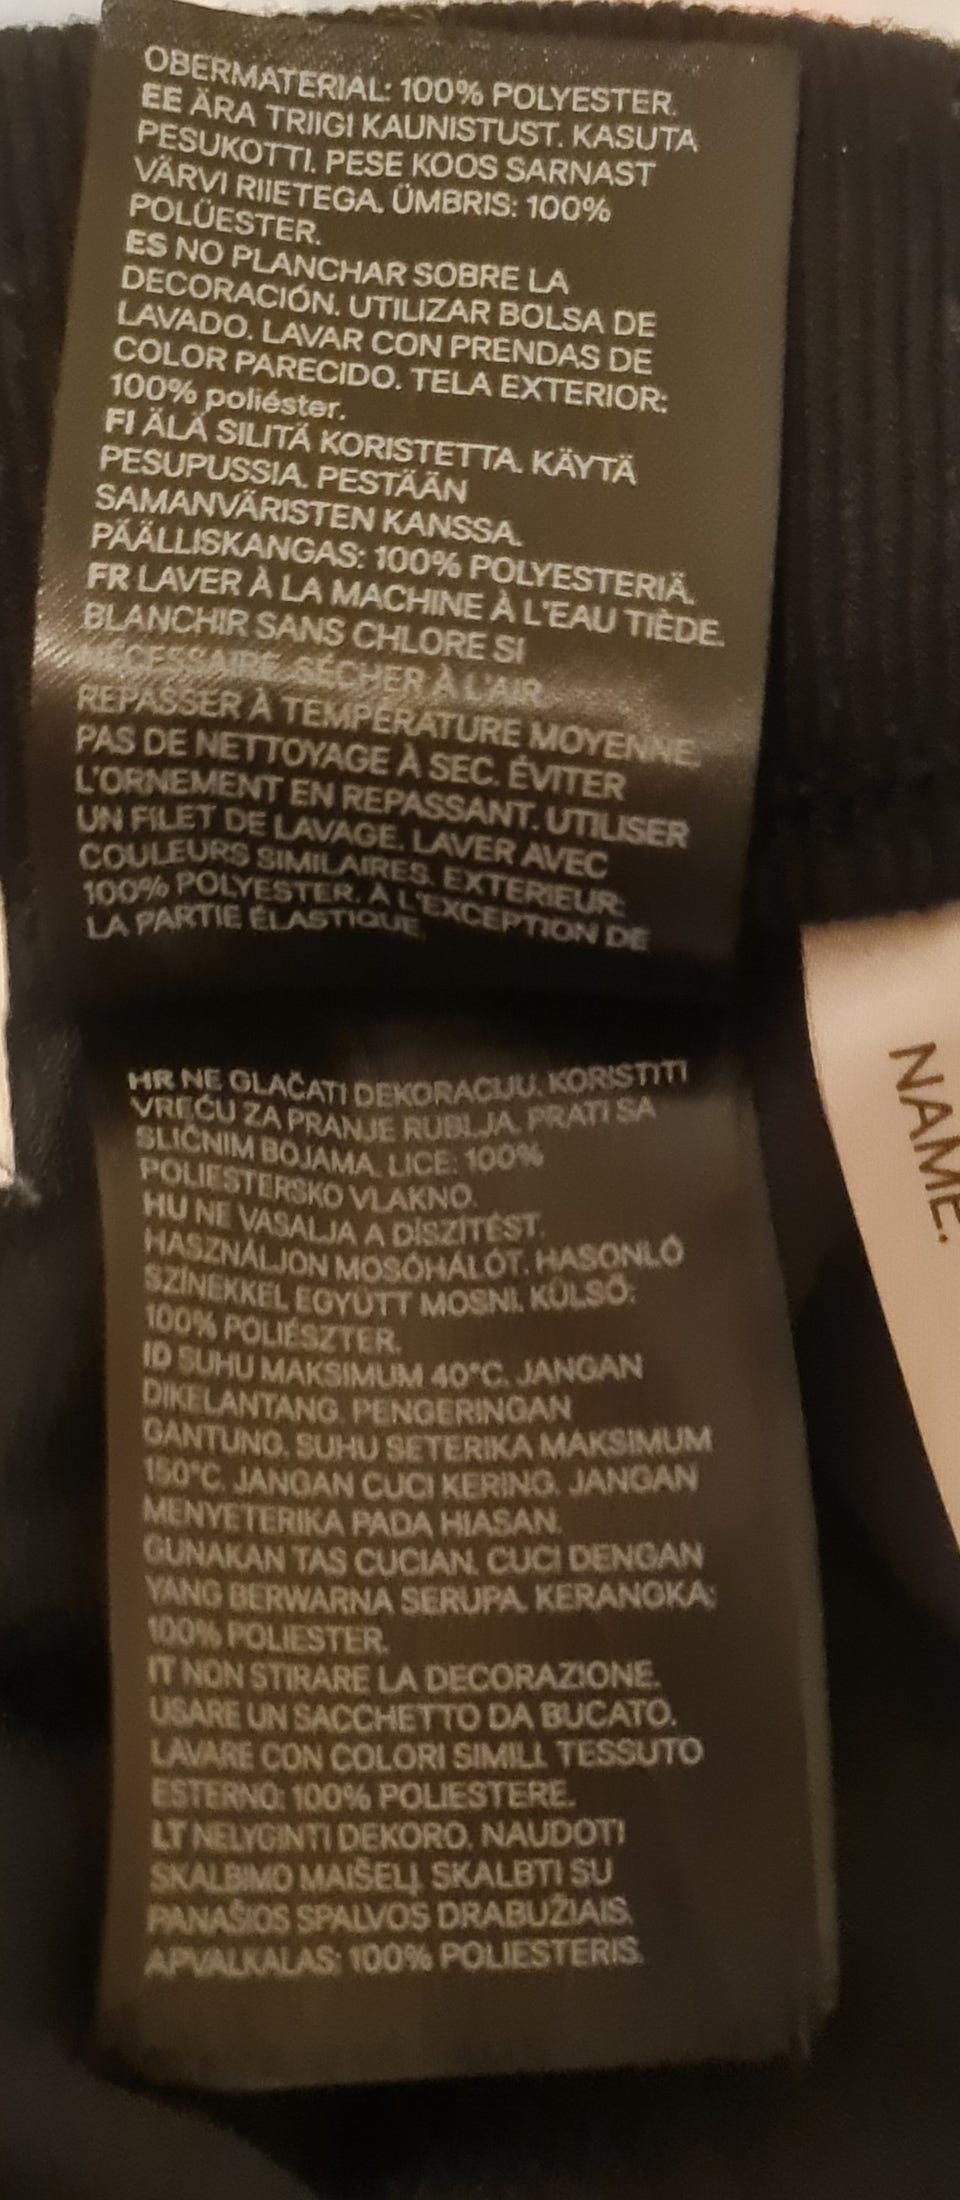 OBERMATERIAL: 100% POLYESTER.
EE ÄRA TRIIGI KAUNISTUST. KASUTA
PESUKOTTI. PESE KOOS SARNAST
VÄRVI RIIETEGA. ÜMBRIS: 100%
POLÜESTER.
ES NO PLANCHAR SOBRE LA
DECORACIÓN. UTILIZAR BOLSA DE
LAVADO. LAVAR CON PRENDAS DE
COLOR PARECIDO. TELA EXTERIOR:
100% poliéster.
FI ÄLÄ SILITÄ KORISTETTA. KÄYTÄ
PESUPUSSIA. PESTÄÄN
SAMANVÄRISTEN KANSSA.
PÄÄLLISKANGAS: 100% POLYESTERIÄ.
FR LAVER À LA MACHINE À L'EAU TIÈDE.
BLANCHIR SANS CHLORE SI
NÉCESSAIRE. SÉCHER À L'AIR
REPASSER À TEMPÉRATURE MOYENNE.
PAS DE NETTOYAGE À SEC. ÉVITER
L'ORNEMENT EN REPASSANT. UTILISER
UN FILET DE LAVAGE. LAVER AVEC
COULEURS SIMILAIRES. EXTERIEUR:
100% POLYESTER. À L'EXCEPTION DE
LA PARTIE ÉLASTIQUE
HR NE GLAČATI DEKORACIJU. KORISTITI
VREĆU ZA PRANJE RUBLJA. PRATI SA
SLIČNIM BOJAMA. LICE: 100%
POLIESTERSKO VLAKNO.
HU NE VASALJA A DÍSZÍTÉST.
HASZNÁLJON MOSÓHÁLÓT. HASONLÓ
SZÍNEKKEL EGYÜTT MOSNI. KÜLSŐ:
100% POLIÉSZTER.
ID SUHU MAKSIMUM 40°C. JANGAN
DIKELANTANG. PENGERINGAN
GANTUNG. SUHU SETERIKA MAKSIMUM
150°C. JANGAN CUCI KERING. JANGAN
MENYETERIKA PADA HIASAN.
GUNAKAN TAS CUCIAN. CUCI DENGAN
YANG BERWARNA SERUPA. KERANGKA:
100% POLIESTER.
IT NON STIRARE LA DECORAZIONE.
USARE UN SACCHETTO DA BUCATO.
LAVARE CON COLORI SIMILI. TESSUTO
ESTERNO: 100% POLIESTERE.
LT NELYGINTI DEKORO. NAUDOTI
SKALBIMO MAIŠELĮ. SKALBTI SU
PANAŠIOS SPALVOS DRABUŽIAIS.
APVALKALAS: 100% POLIESTERIS.
NAME.